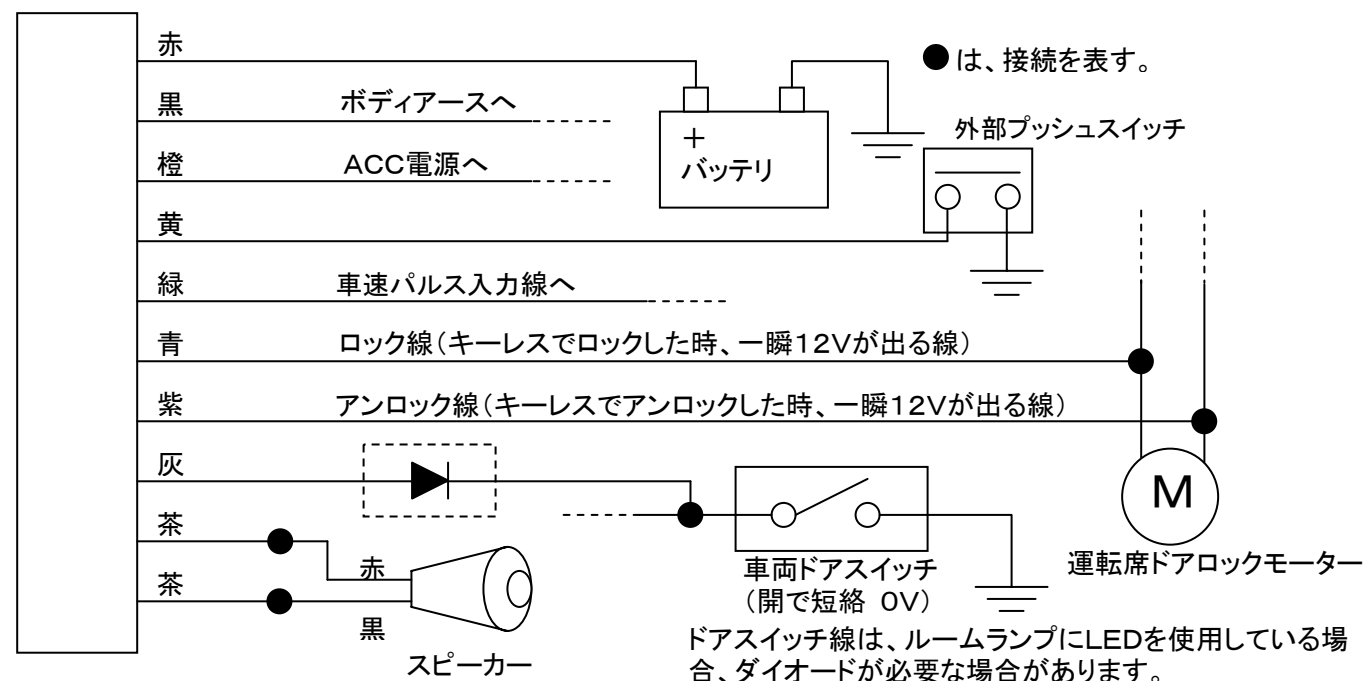 赤
●は、接続を表す。
黒 ボディアースへ
外部プッシュスイッチ
＋
橙 ACC電源へ
バッテリ
黄
緑 車速パルス入力線へ
青 ロック線（キーレスでロックした時、一瞬12Vが出る線）
紫 アンロック線（キーレスでアンロックした時、一瞬12Vが出る線）
灰
M
茶
運転席ドアロックモーター
赤
車両ドアスイッチ
茶
（開で短絡 0V）
黒
スピーカー
ドアスイッチ線は、ルームランプにLEDを使用している場
合、ダイオードが必要な場合があります。